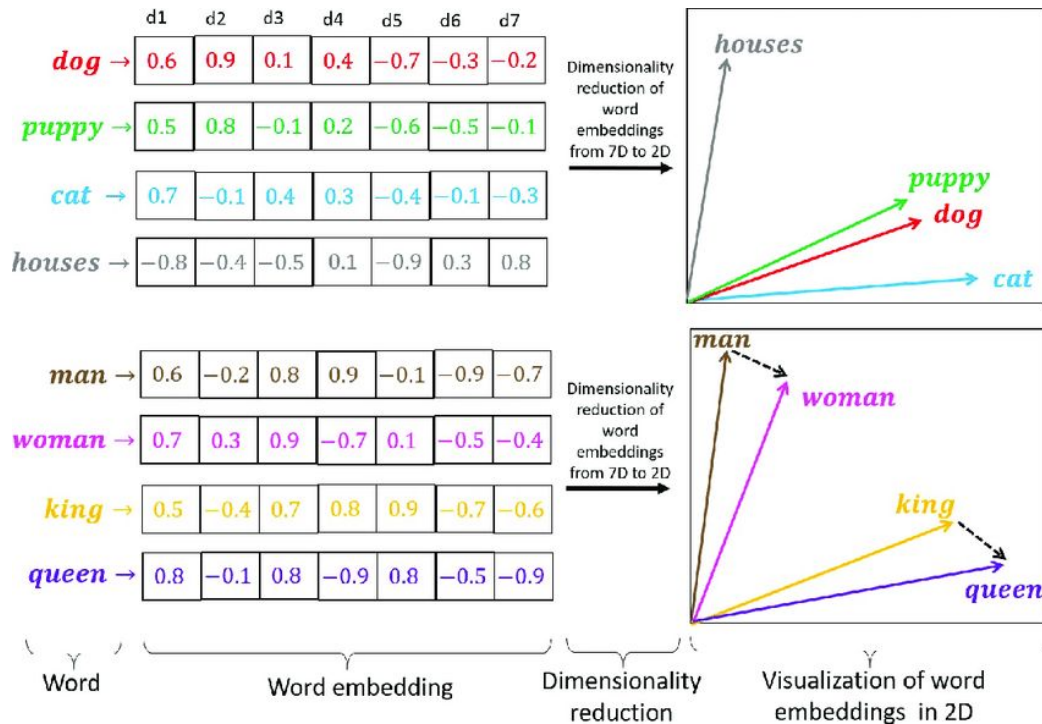 d1 d2 d3 d4 d5 d6 d7
dog → 0.6 0.9 0.1 0.4 −0.7 −0.3 −0.2
puppy → 0.5 0.8 −0.1 0.2 −0.6 −0.5 −0.1
cat → 0.7 −0.1 0.4 0.3 −0.4 −0.1 −0.3
houses → −0.8 −0.4 −0.5 0.1 −0.9 0.3 0.8
Dimensionality
reduction of
word
embeddings
from 7D to 2D
houses
puppy
dog
cat
man → 0.6 −0.2 0.8 0.9 −0.1 −0.9 −0.7
woman → 0.7 0.3 0.9 −0.7 0.1 −0.5 −0.4
king → 0.5 −0.4 0.7 0.8 0.9 −0.7 −0.6
queen → 0.8 −0.1 0.8 −0.9 0.8 −0.5 −0.9
Dimensionality
reduction of
word
embeddings
from 7D to 2D
man
woman
king
queen
Word
Word embedding
Dimensionality
reduction
Visualization of word
embeddings in 2D